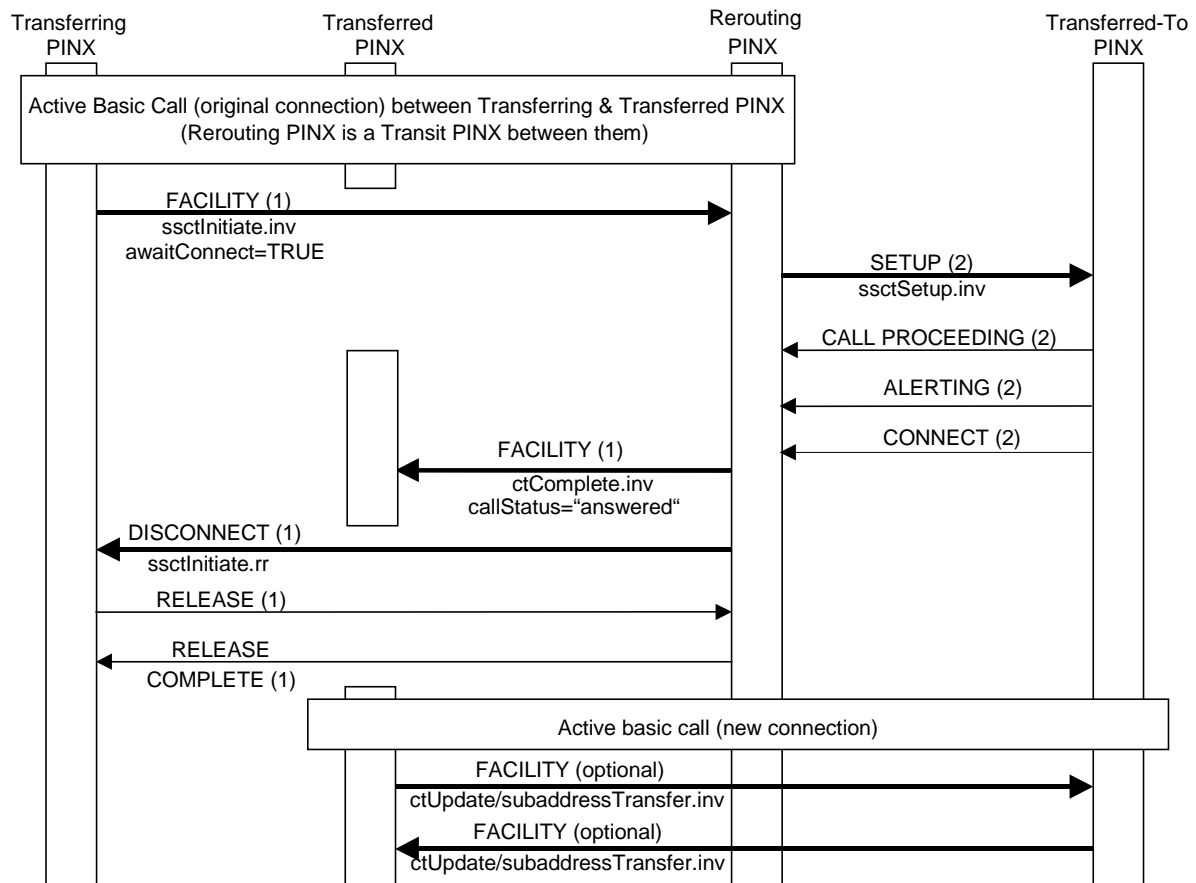 Transferring
PINX
Transferred
PINX
Rerouting
PINX
Transferred-To
PINX
Active Basic Call (original connection) between Transferring & Transferred PINX
(Rerouting PINX is a Transit PINX between them)
FACILITY (1)
ssctInitiate.inv
awaitConnect=TRUE
SETUP (2)
ssctSetup.inv
CALL PROCEEDING (2)
ALERTING (2)
CONNECT (2)
FACILITY (1)
ctComplete.inv
callStatus=“answered“
DISCONNECT (1)
ssctInitiate.rr
RELEASE (1)
RELEASE
COMPLETE (1)
Active basic call (new connection)
FACILITY (optional)
ctUpdate/subaddressTransfer.inv
FACILITY (optional)
ctUpdate/subaddressTransfer.inv